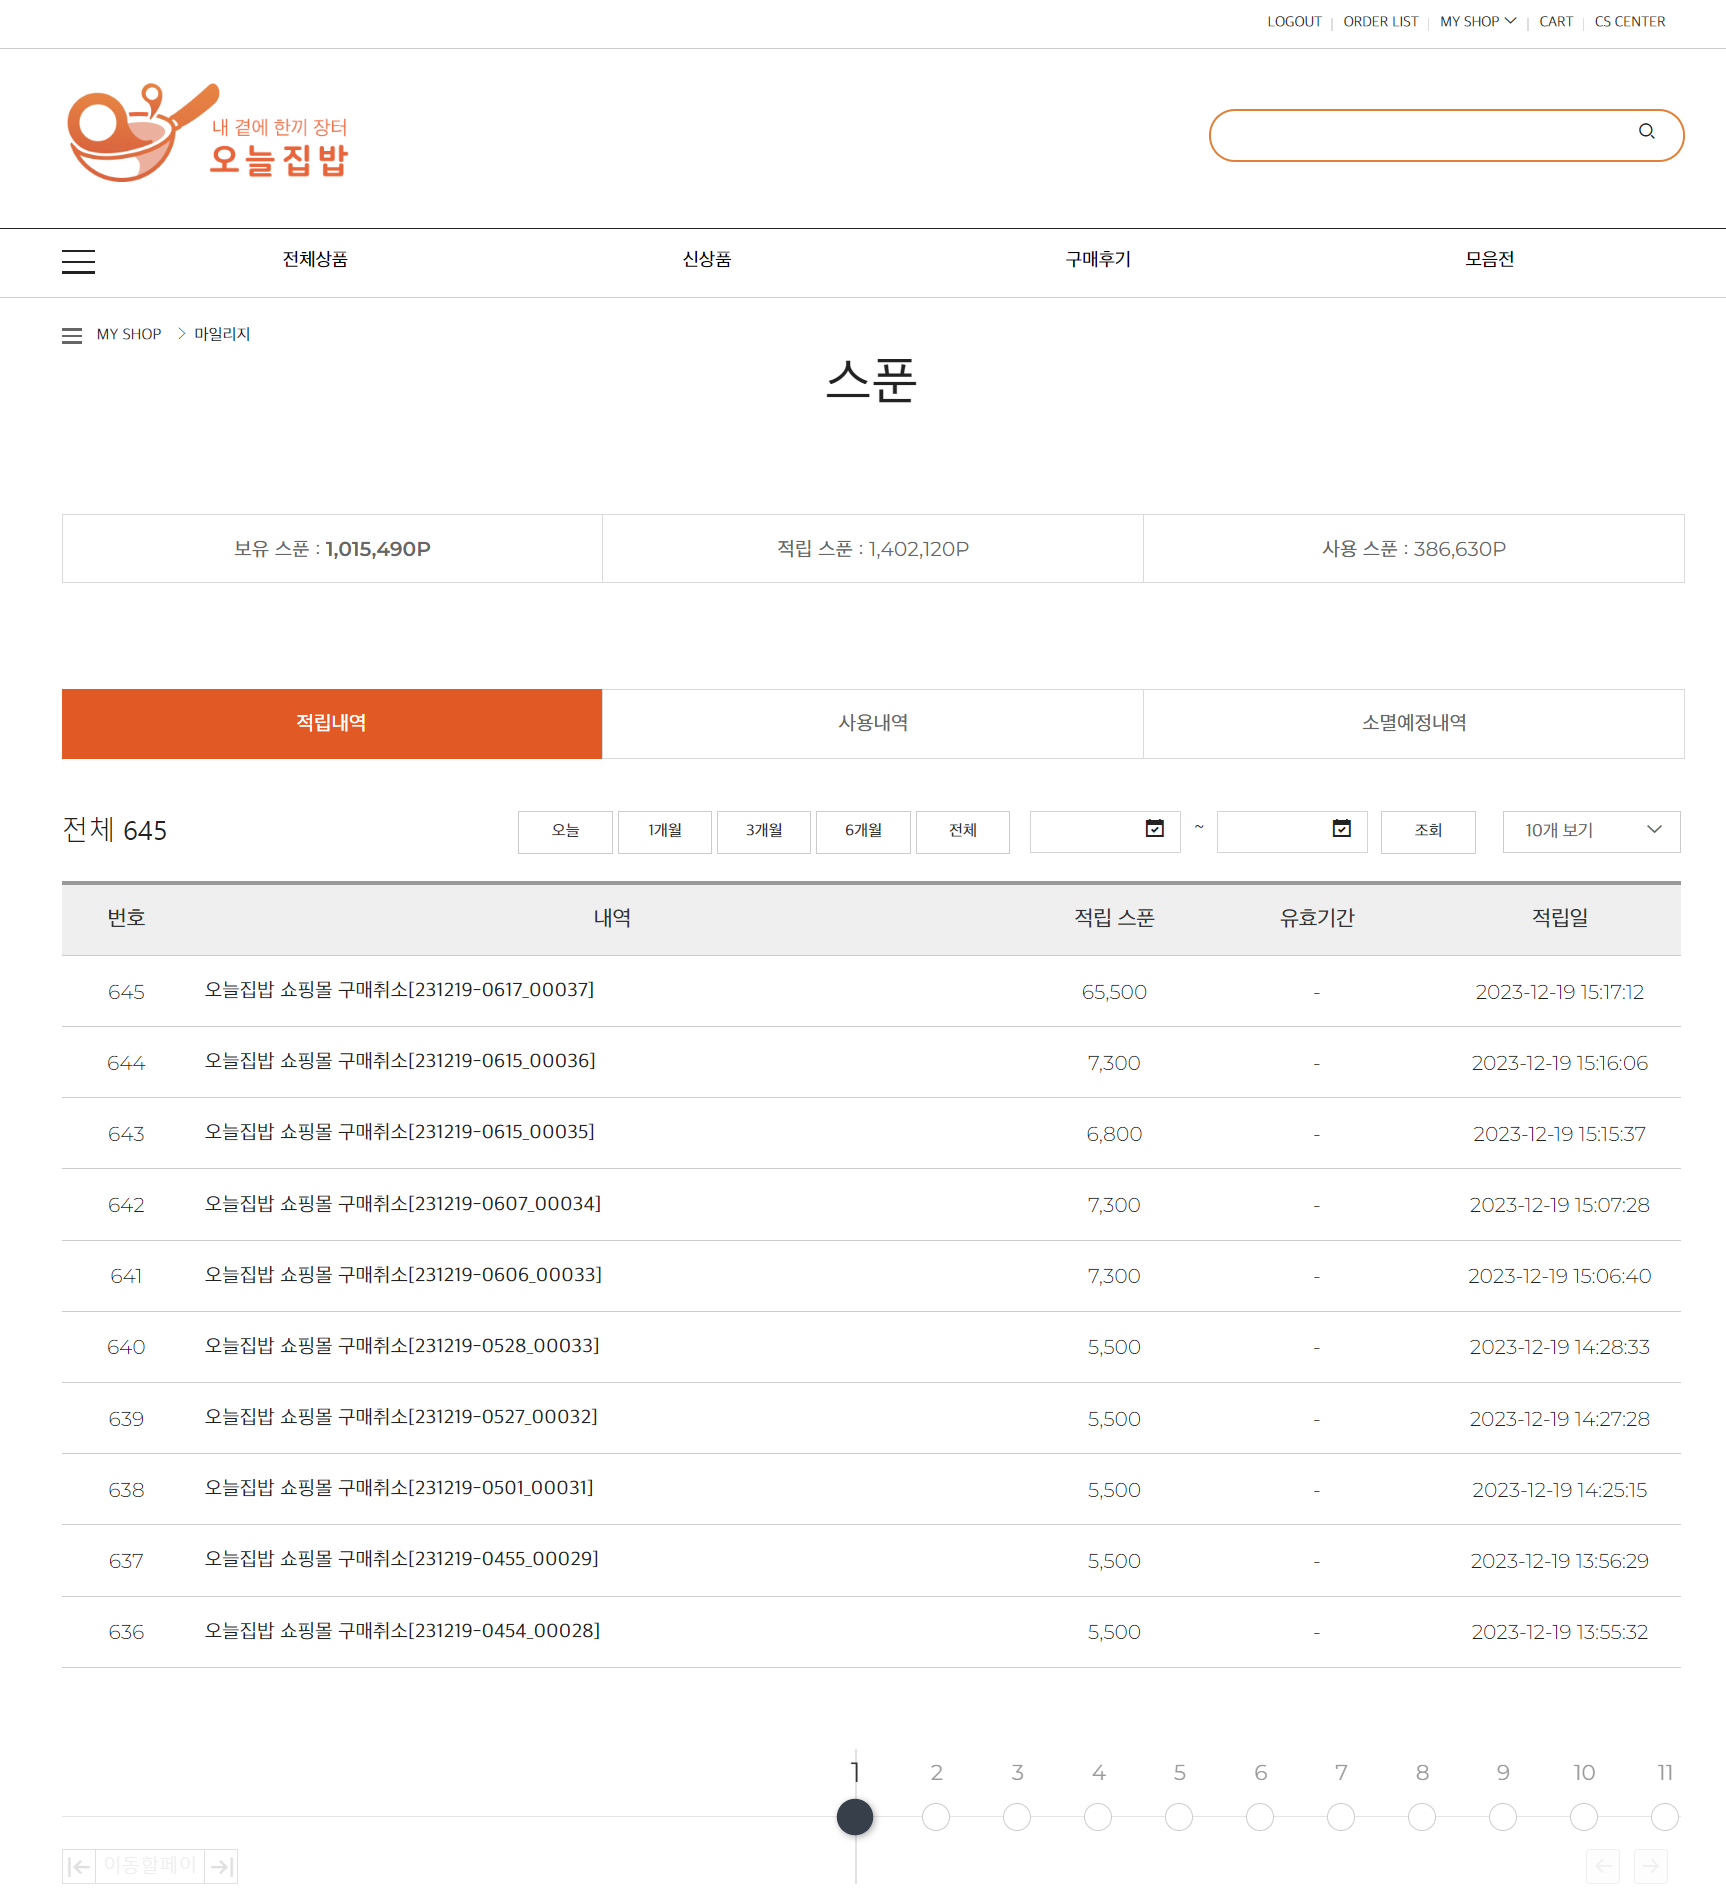 LOGOUT | ORDER LIST | MY SHOP | CART | CS CENTER
내 곁에 한끼 장터
오늘집밥
전체상품 신상품 구매후기 모음전
MY SHOP > 마일리지
스푼
보유 스푼 : 1,015,490P 적립 스푼 : 1,402,120P 사용 스푼 : 386,630P
적립내역 사용내역 소멸예정내역
전체 645 오늘 1개월 3개월 6개월 전체 ~ 조회 10개 보기
번호 내역 적립 스푼 유효기간 적립일
645 오늘집밥 쇼핑몰 구매취소[231219-0617_00037] 65,500 - 2023-12-19 15:17:12
644 오늘집밥 쇼핑몰 구매취소[231219-0615_00036] 7,300 - 2023-12-19 15:16:06
643 오늘집밥 쇼핑몰 구매취소[231219-0615_00035] 6,800 - 2023-12-19 15:15:37
642 오늘집밥 쇼핑몰 구매취소[231219-0607_00034] 7,300 - 2023-12-19 15:07:28
641 오늘집밥 쇼핑몰 구매취소[231219-0606_00033] 7,300 - 2023-12-19 15:06:40
640 오늘집밥 쇼핑몰 구매취소[231219-0528_00033] 5,500 - 2023-12-19 14:28:33
639 오늘집밥 쇼핑몰 구매취소[231219-0527_00032] 5,500 - 2023-12-19 14:27:28
638 오늘집밥 쇼핑몰 구매취소[231219-0501_00031] 5,500 - 2023-12-19 14:25:15
637 오늘집밥 쇼핑몰 구매취소[231219-0455_00029] 5,500 - 2023-12-19 13:56:29
636 오늘집밥 쇼핑몰 구매취소[231219-0454_00028] 5,500 - 2023-12-19 13:55:32
1 2 3 4 5 6 7 8 9 10 11
이동할페이